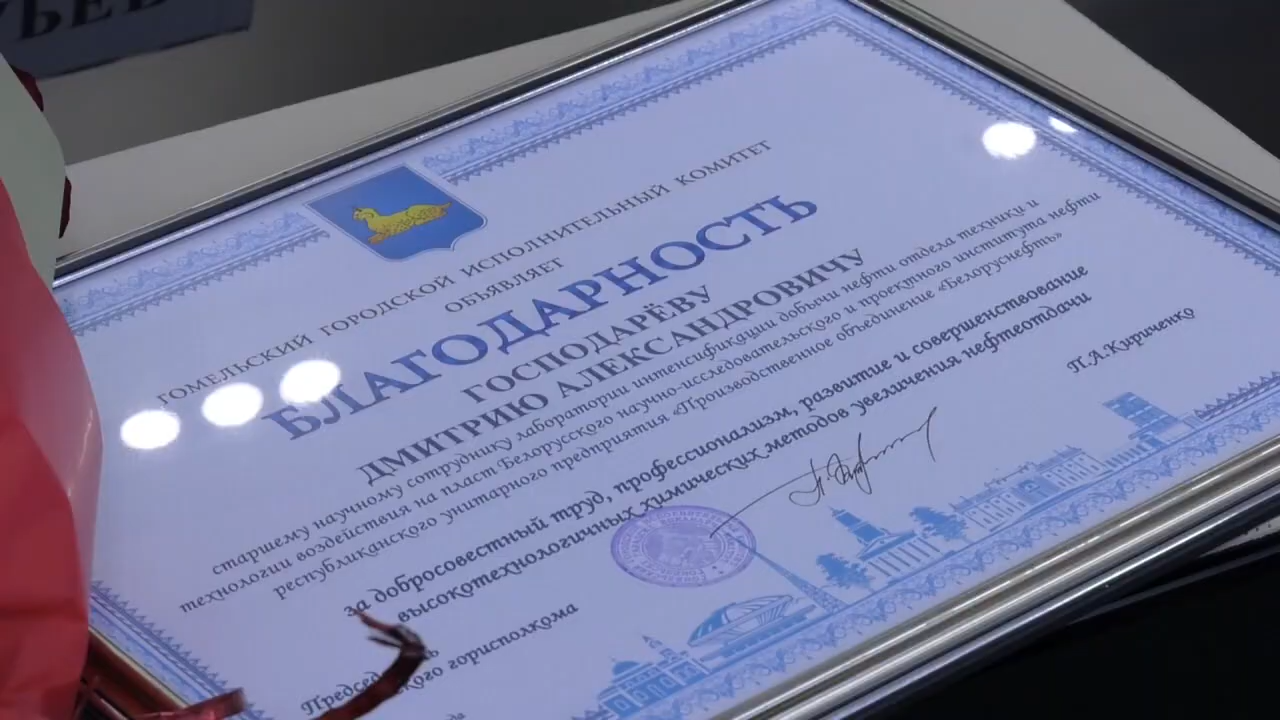 ГОМЕЛЬСКИЙ ГОРОДСКОЙ ИСПОЛНИТЕЛЬНЫЙ КОМИТЕТ
ОБЪЯВЛЯЕТ
БЛАГОДАРНОСТЬ
ГОСПОДАРЁВУ
ДМИТРИЮ АЛЕКСАНДРОВИЧУ
старшему научному сотруднику лаборатории интенсификации добычи нефти отдела техники и
технологии воздействия на пласт Белорусского научно-исследовательского и проектного института нефти
республиканского унитарного предприятия «Производственное объединение «Белоруснефть»
за добросовестный труд, профессионализм, развитие и совершенствование
высокотехнологичных химических методов увеличения нефтеотдачи
горисполкома
П.А.Кириченко